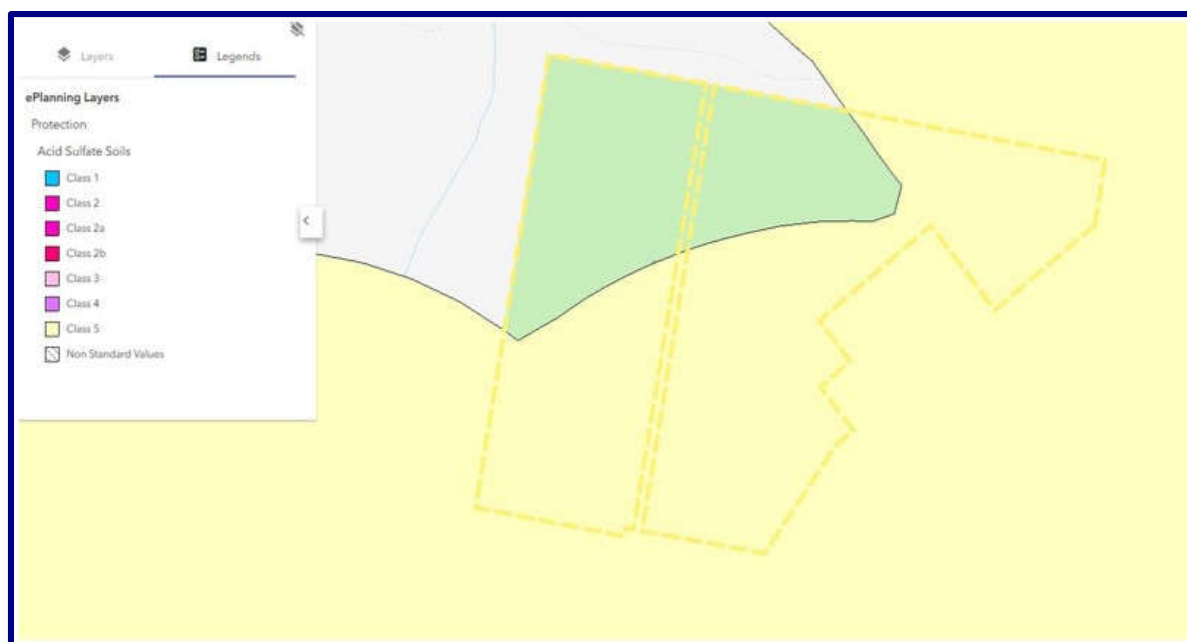 Layers
Legends
ePlanning Layers
Protection
Acid Sulfate Soils
Class 1
Class 2
Class 2a
Class 2b
Class 3
Class 4
Class 5
Non Standard Values